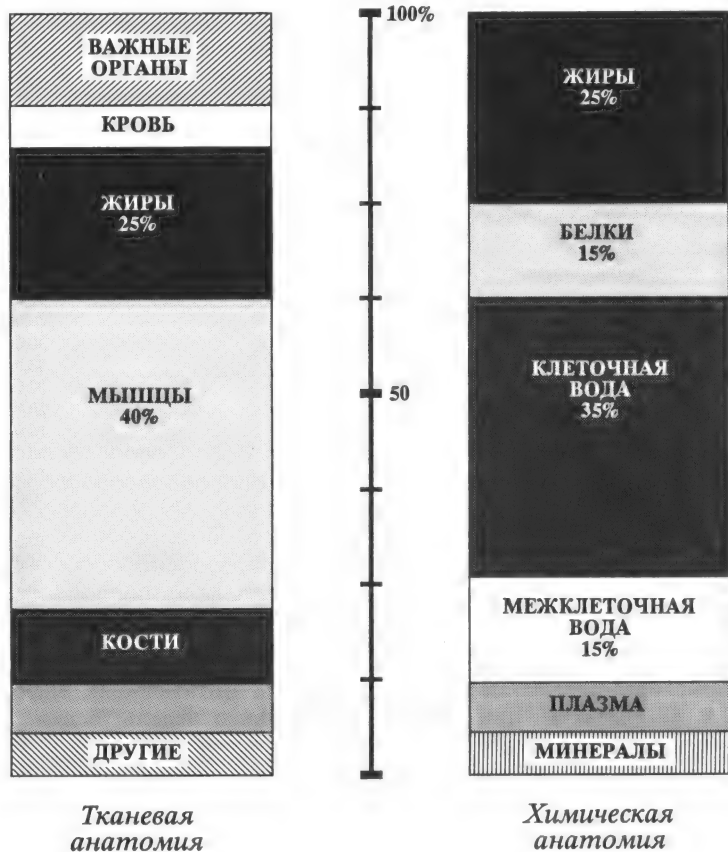 ВАЖНЫЕ
ОРГАНЫ
КРОВЬ
ЖИРЫ
25%
МЫШЦЫ
40%
КОСТИ
ДРУГИЕ
Тканевая
анатомия
100%
50
ЖИРЫ
25%
БЕЛКИ
15%
КЛЕТОЧНАЯ
ВОДА
35%
МЕЖКЛЕТОЧНАЯ
ВОДА
15%
ПЛАЗМА
МИНЕРАЛЫ
Химическая
анатомия